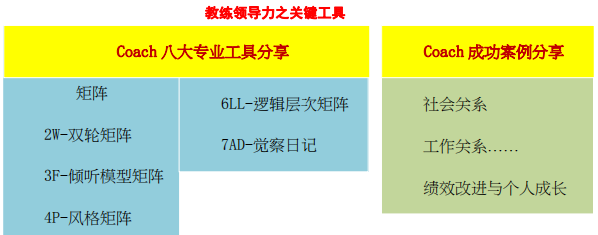 教练领导力之关键工具
Coach 八大专业工具分享
矩阵
2W-双轮矩阵
3F-倾听模型矩阵
4P-风格矩阵
6LL-逻辑层次矩阵
7AD-觉察日记
Coach 成功案例分享
社会关系
工作关系……
绩效改进与个人成长